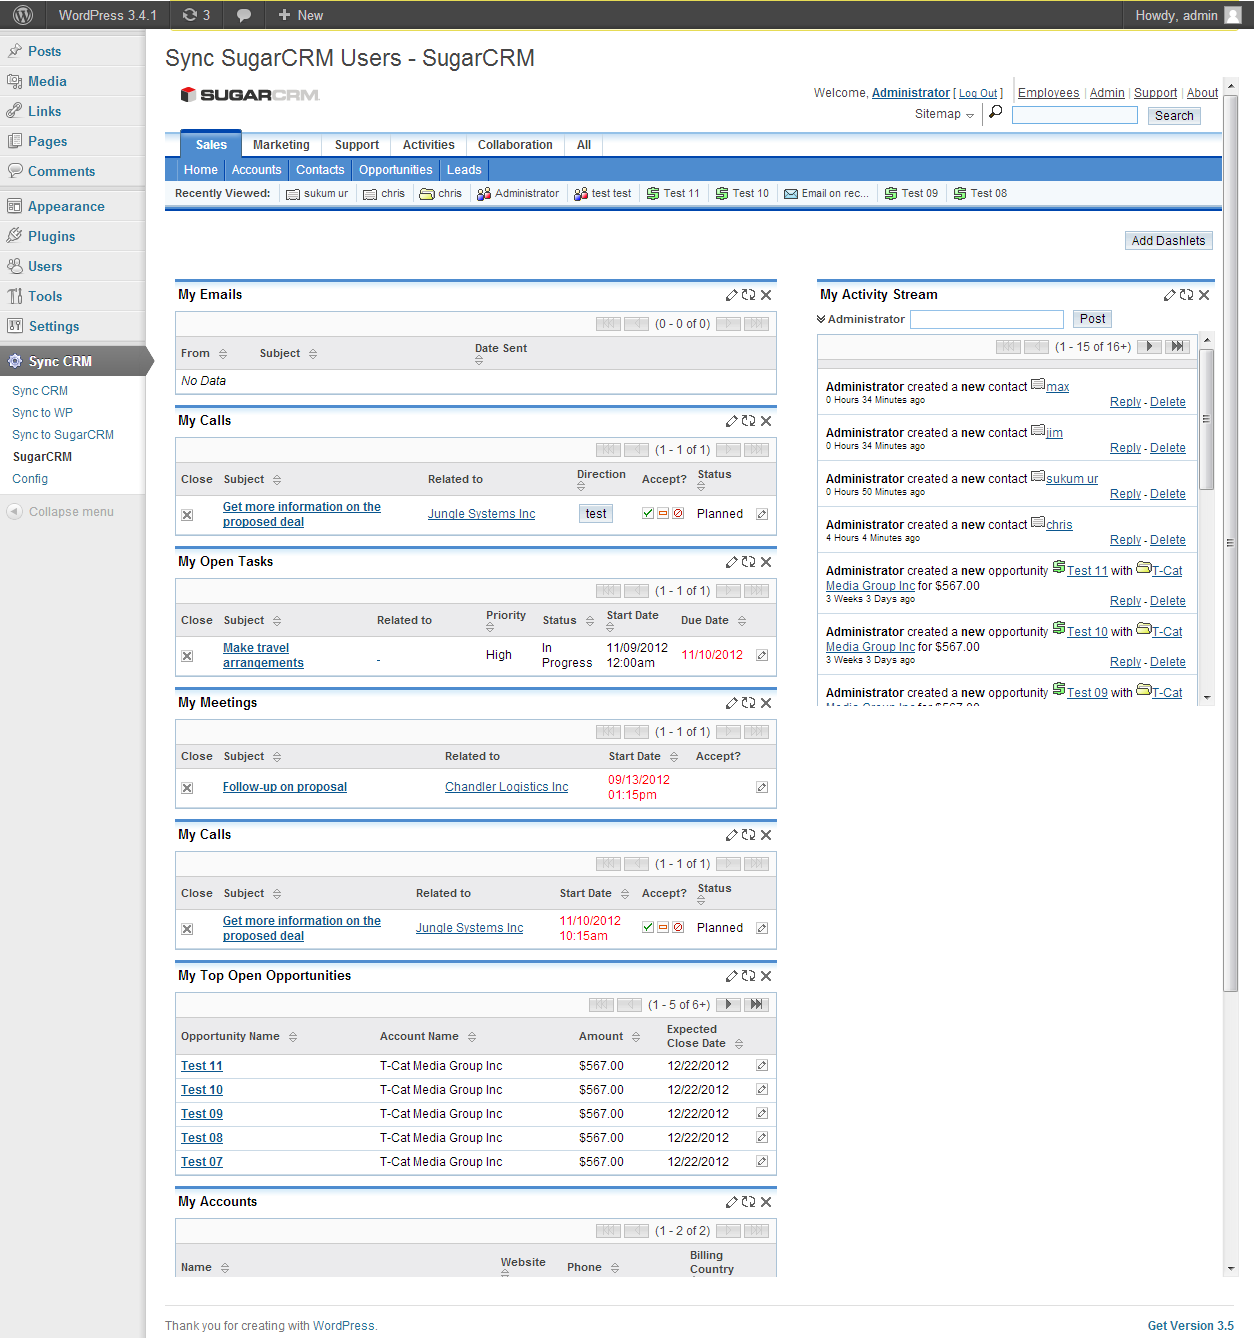 WordPress 3.4.1 3 + New Howdy, admin
Posts
Media
Links
Pages
Comments
Appearance
Plugins
Users
Tools
Settings
Sync CRM
Sync CRM
Sync to WP
Sync to SugarCRM
SugarCRM
Config
Collapse menu
Sync SugarCRM Users - SugarCRM
SUGARCRM
Welcome, Administrator [ Log Out ] Employees | Admin | Support | About
Sitemap Search
Sales Marketing Support Activities Collaboration All
Home Accounts Contacts Opportunities Leads
Recently Viewed: sukum ur chris chris Administrator test test Test 11 Test 10 Email on rec... Test 09 Test 08
Add Dashlets
My Emails
(0 - 0 of 0)
From Subject Date Sent
No Data
My Calls
(1 - 1 of 1)
Close Subject Related to Direction Accept? Status
Get more information on the
proposed deal Jungle Systems Inc test Planned
My Open Tasks
(1 - 1 of 1)
Close Subject Related to Priority Status Start Date Due Date
Make travel In 11/09/2012
arrangements - High Progress 12:00am 11/10/2012
My Meetings
(1 - 1 of 1)
Close Subject Related to Start Date Accept?
Follow-up on proposal Chandler Logistics Inc 09/13/2012
01:15pm
My Calls
(1 - 1 of 1)
Close Subject Related to Start Date Accept? Status
Get more information on the 11/10/2012
proposed deal Jungle Systems Inc 10:15am Planned
My Top Open Opportunities
(1 - 5 of 6+)
Opportunity Name Account Name Amount Expected
Close Date
Test 11 T-Cat Media Group Inc $567.00 12/22/2012
Test 10 T-Cat Media Group Inc $567.00 12/22/2012
Test 09 T-Cat Media Group Inc $567.00 12/22/2012
Test 08 T-Cat Media Group Inc $567.00 12/22/2012
Test 07 T-Cat Media Group Inc $567.00 12/22/2012
My Accounts
(1 - 2 of 2)
Name Website Phone Billing
Country
My Activity Stream
Administrator Post
(1 - 15 of 16+)
Administrator created a new contact max
0 Hours 34 Minutes ago Reply - Delete
Administrator created a new contact jim
0 Hours 34 Minutes ago Reply - Delete
Administrator created a new contact sukum ur
0 Hours 50 Minutes ago Reply - Delete
Administrator created a new contact chris
4 Hours 4 Minutes ago Reply - Delete
Administrator created a new opportunity Test 11 with T-Cat
Media Group Inc for $567.00
3 Weeks 3 Days ago Reply - Delete
Administrator created a new opportunity Test 10 with T-Cat
Media Group Inc for $567.00
3 Weeks 3 Days ago Reply - Delete
Administrator created a new opportunity Test 09 with T-Cat
Media Group Inc for $567.00
Thank you for creating with WordPress. Get Version 3.5